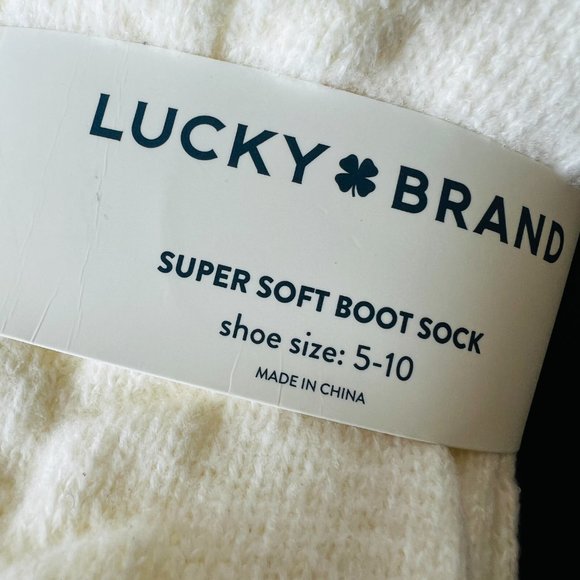 LUCKY BRAND
SUPER SOFT BOOT SOCK
shoe size: 5-10
MADE IN CHINA